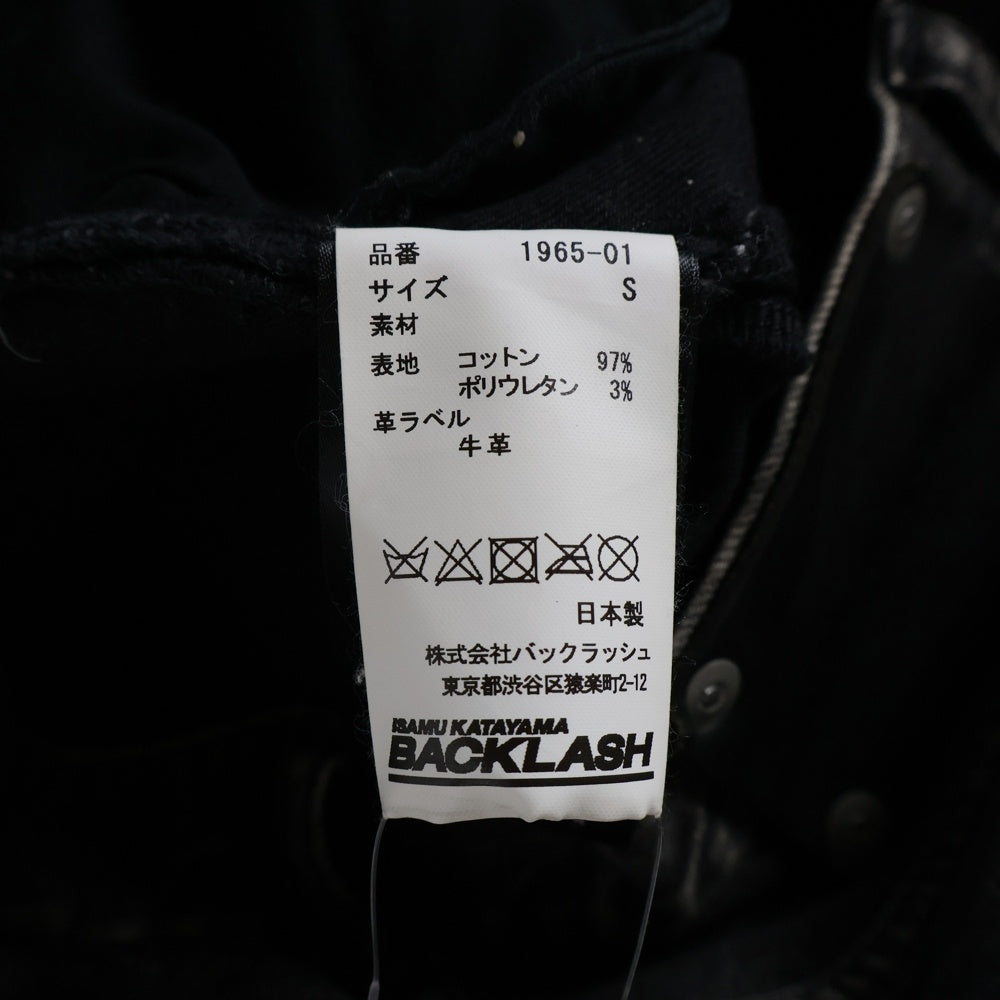 品番 1965-01
サイズ S
素材
表地 コットン 97%
ポリウレタン 3%
革ラベル
牛革
日本製
株式会社バックラッシュ
東京都渋谷区猿楽町2-12
ISAMU KATAYAMA
BACKLASH